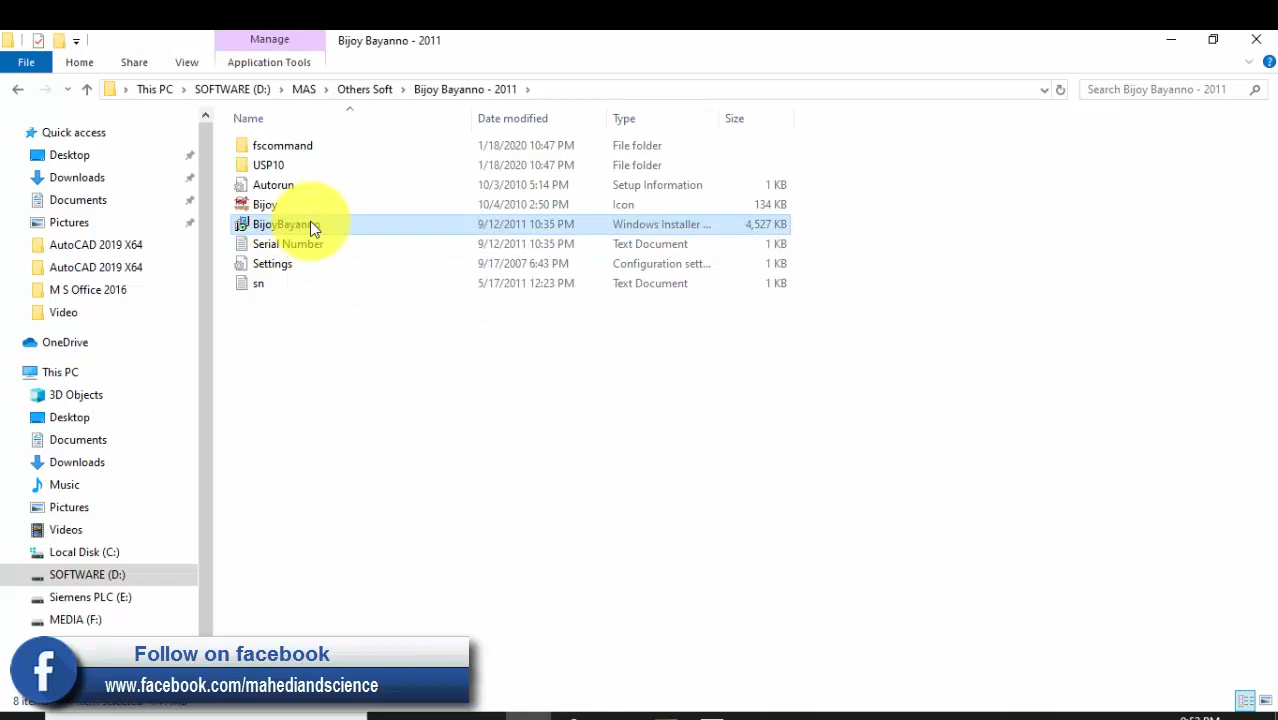 Manage
Bijoy Bayanno - 2011
File
Home
Share
View
Application Tools
This PC
SOFTWARE (D:)
MAS
Others Soft
Bijoy Bayanno - 2011
Search Bijoy Bayanno - 2011
Name
Date modified
Type
Size
fscommand 1/18/2020 10:47 PM File folder
USP10 1/18/2020 10:47 PM File folder
Autorun 10/3/2010 5:14 PM Setup Information 1 KB
Bijoy 10/4/2010 2:50 PM Icon 134 KB
BijoyBayanno 9/12/2011 10:35 PM Windows Installer ... 4,527 KB
Serial Number 9/12/2011 10:35 PM Text Document 1 KB
Settings 9/17/2007 6:43 PM Configuration sett... 1 KB
sn 5/17/2011 12:23 PM Text Document 1 KB
Quick access
Desktop
Downloads
Documents
Pictures
AutoCAD 2019 X64
AutoCAD 2019 X64
M S Office 2016
Video
OneDrive
This PC
3D Objects
Desktop
Documents
Downloads
Music
Pictures
Videos
Local Disk (C:)
SOFTWARE (D:)
Siemens PLC (E:)
MEDIA (F:)
Follow on facebook
www.facebook.com/mahediandscience